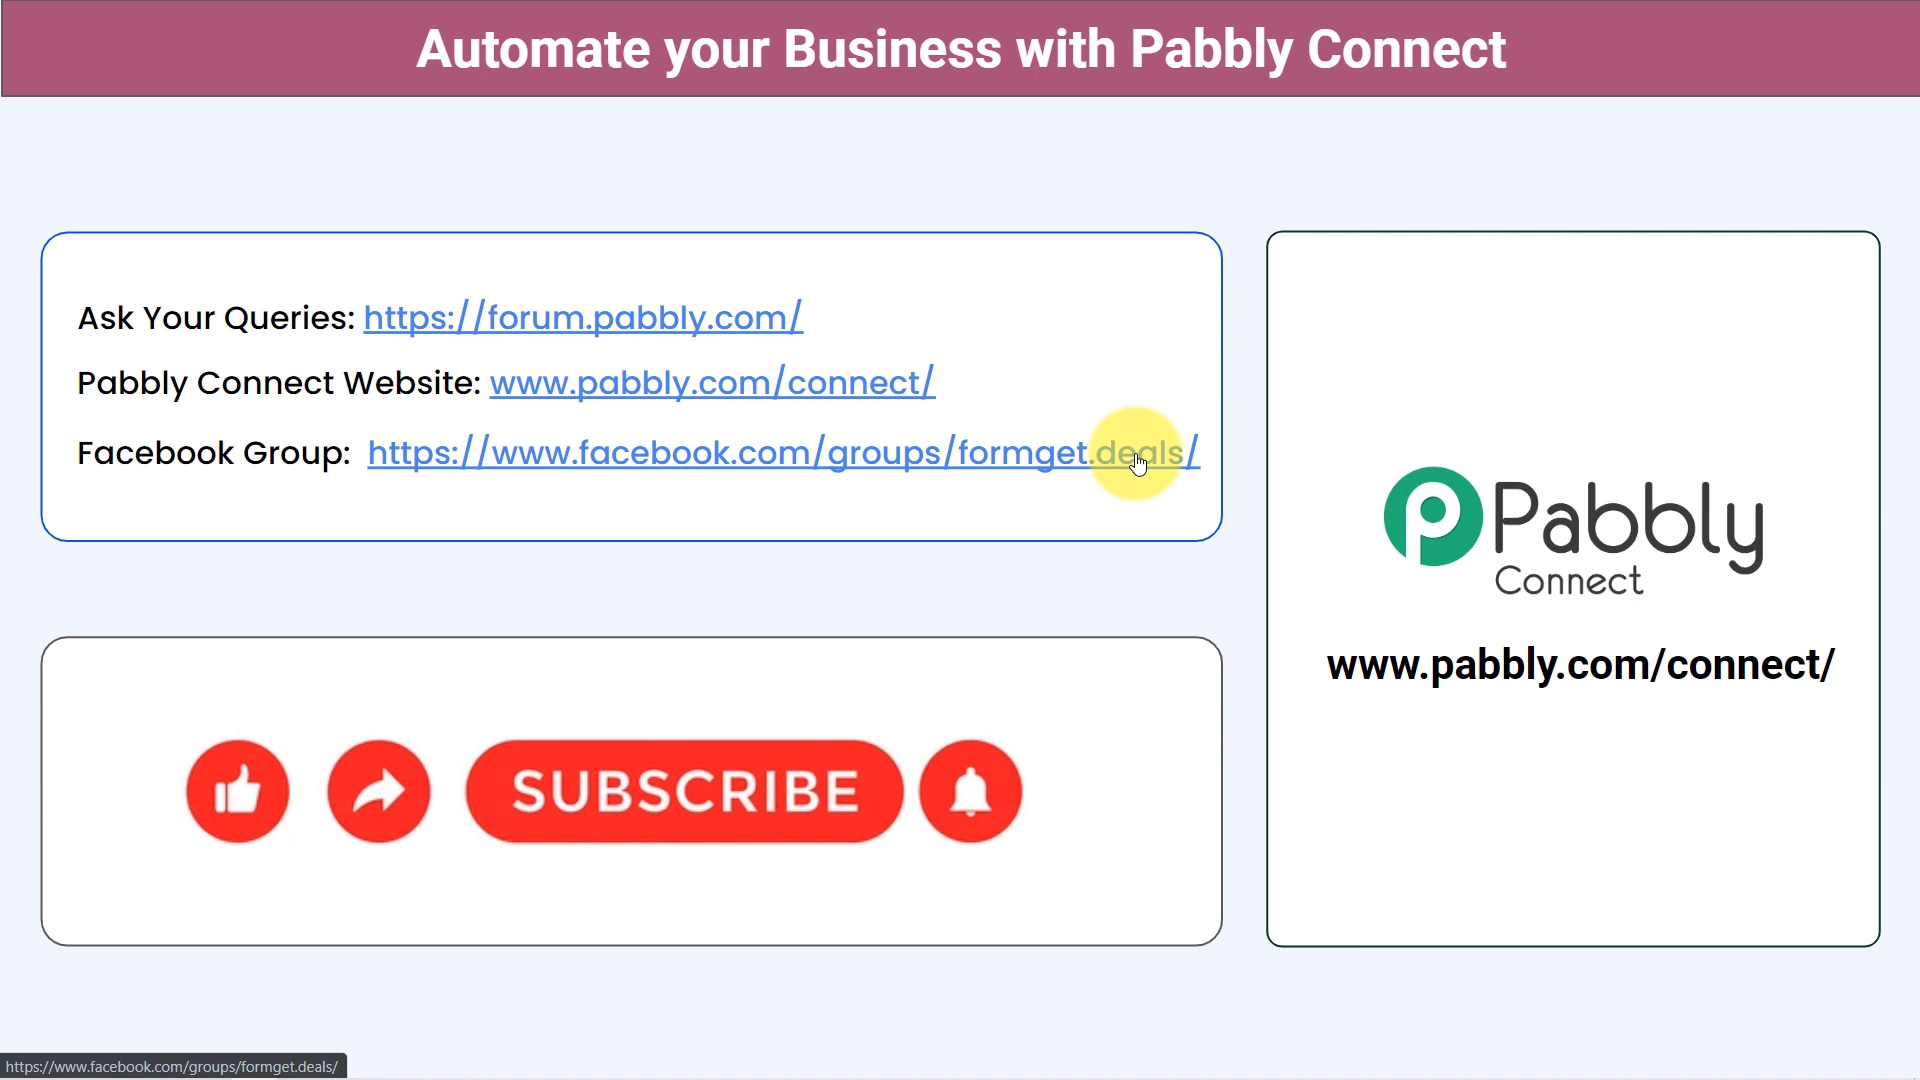 Automate your Business with Pabbly Connect
Ask Your Queries: https://forum.pabbly.com/
Pabbly Connect Website: www.pabbly.com/connect/
Facebook Group: https://www.facebook.com/groups/formget.deals/
Pabbly
Connect
www.pabbly.com/connect/
SUBSCRIBE
https://www.facebook.com/groups/formget.deals/